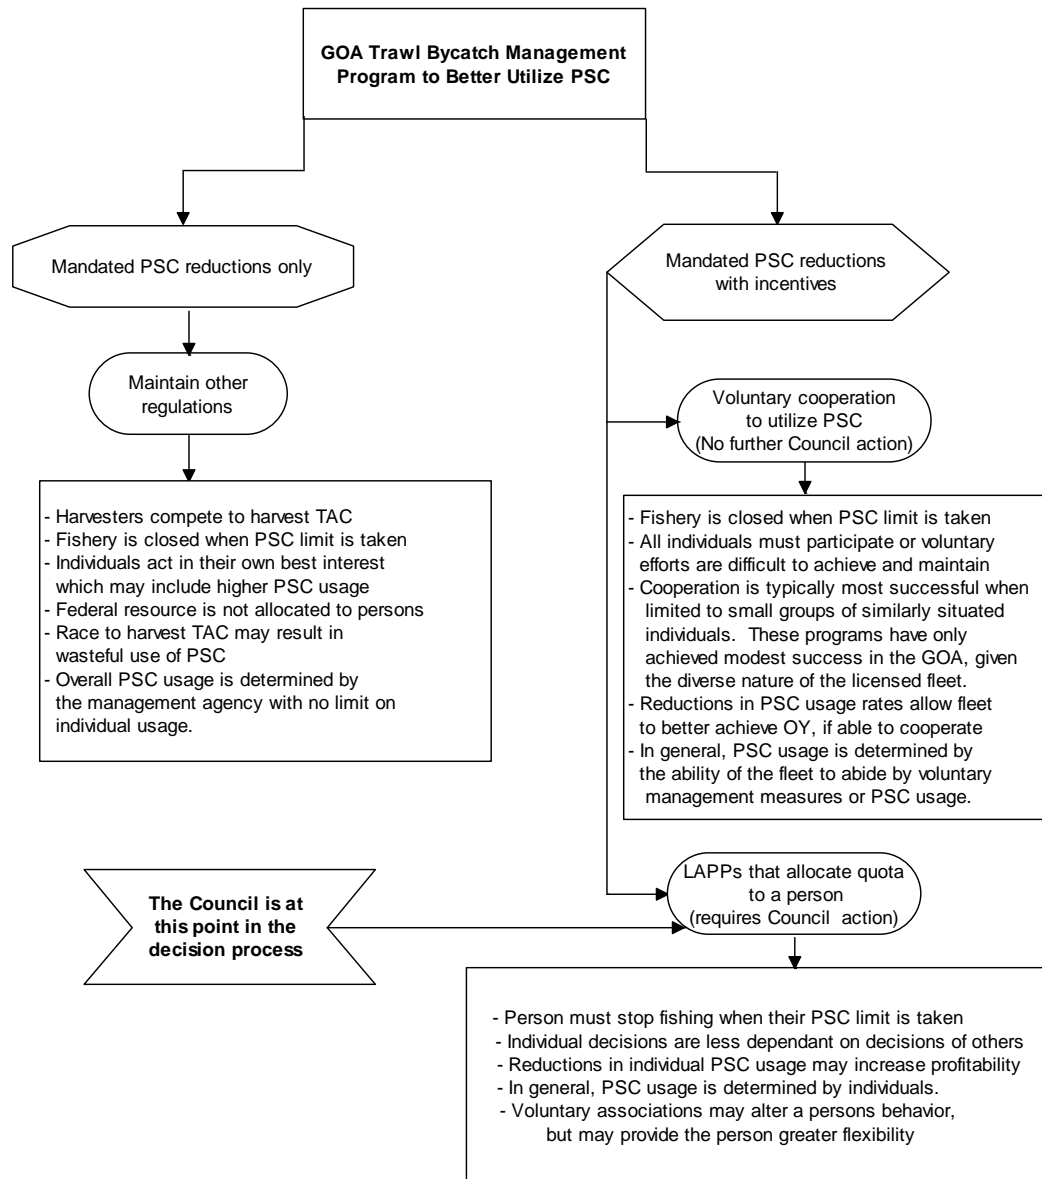 GOA Trawl Bycatch Management
Program to Better Utilize PSC
Mandated PSC reductions only
Mandated PSC reductions
with incentives
Maintain other
regulations
Voluntary cooperation
to utilize PSC
(No further Council action)
- Harvesters compete to harvest TAC
- Fishery is closed when PSC limit is taken
- Individuals act in their own best interest
which may include higher PSC usage
- Federal resource is not allocated to persons
- Race to harvest TAC may result in
wasteful use of PSC
- Overall PSC usage is determined by
the management agency with no limit on
individual usage.
- Fishery is closed when PSC limit is taken
- All individuals must participate or voluntary
efforts are difficult to achieve and maintain
- Cooperation is typically most successful when
limited to small groups of similarly situated
individuals.  These programs have only
achieved modest success in the GOA, given
the diverse nature of the licensed fleet.
- Reductions in PSC usage rates allow fleet
to better achieve OY, if able to cooperate
- In general, PSC usage is determined by
the ability of the fleet to abide by voluntary
management measures or PSC usage.
The Council is at
this point in the
decision process
LAPPs that allocate quota
to a person
(requires Council  action)
- Person must stop fishing when their PSC limit is taken
- Individual decisions are less dependant on decisions of others
- Reductions in individual PSC usage may increase profitability
- In general, PSC usage is determined by individuals.
- Voluntary associations may alter a persons behavior,
but may provide the person greater flexibility